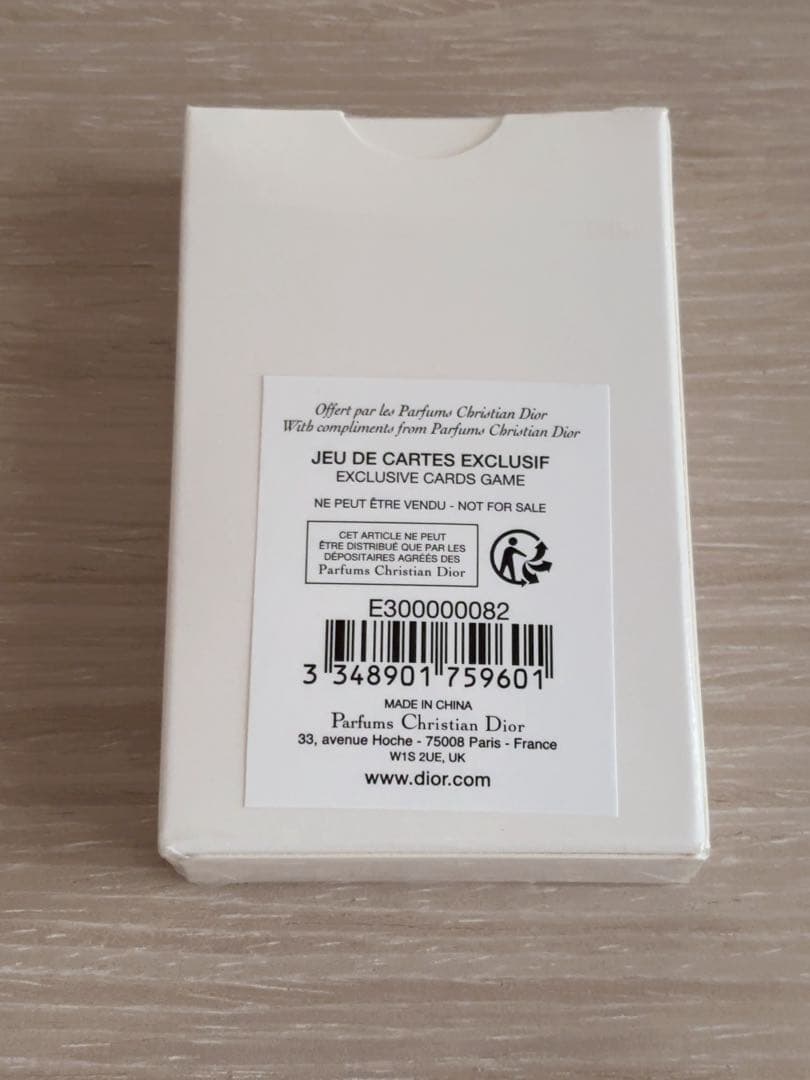 Offert par les Parfums Christian Dior
With compliments from Parfums Christian Dior
JEU DE CARTES EXCLUSIF
EXCLUSIVE CARDS GAME
NE PEUT ÊTRE VENDU - NOT FOR SALE
CET ARTICLE NE PEUT
ÊTRE DISTRIBUÉ QUE PAR LES
DÉPOSITAIRES AGRÉÉS DES
Parfums Christian Dior
E300000082
3 348901 759601
MADE IN CHINA
Parfums Christian Dior
33, avenue Hoche - 75008 Paris - France
W1S 2UE, UK
www.dior.com